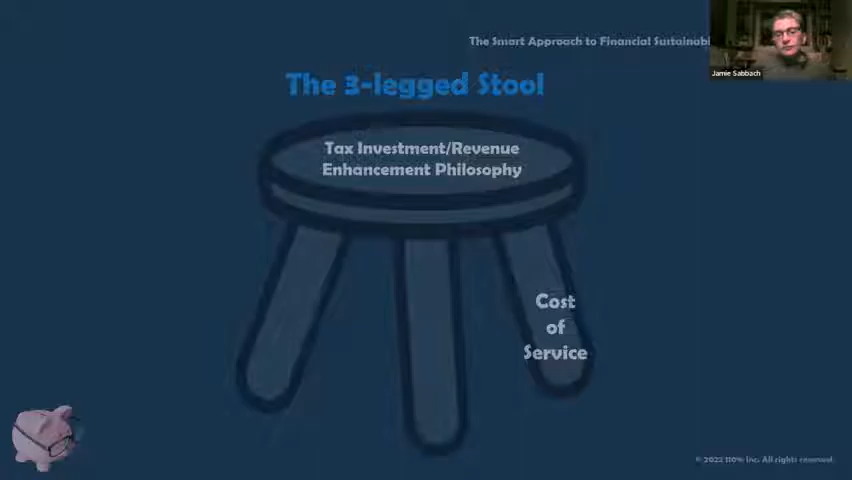 The Smart Approach to Financial
Jamie Sabbach
The 3-legged Stool
Tax Investment/Revenue
Enhancement Philosophy
Cost
of
Service
© 2022 110% Inc. All rights reserved.